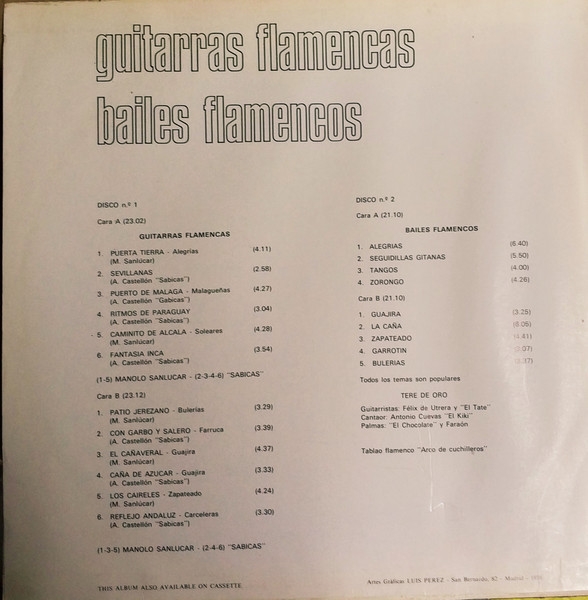 guitarras flamencas
bailes flamencos
DISCO n.º 1
Cara A (23.02)
GUITARRAS FLAMENCAS
1. PUERTA TIERRA - Alegrías (4.11)
(M. Sanlúcar)
2. SEVILLANAS (2.58)
(A. Castellón "Sabicas")
3. PUERTO DE MALAGA - Malagueñas (4.27)
(A. Castellón "Gabicas")
4. RITMOS DE PARAGUAY (3.04)
(A. Castellón "Sabicas")
5. CAMINITO DE ALCALA - Soleares (4.28)
(M. Sanlúcar)
6. FANTASIA INCA (3.54)
(A. Castellón "Sabicas")
(1-5) MANOLO SANLUCAR - (2-3-4-6) "SABICAS"
Cara B (23.12)
1. PATIO JEREZANO - Bulerías (3.29)
(M. Sanlúcar)
2. CON GARBO Y SALERO - Farruca (3.39)
(A. Castellón "Sabicas")
3. EL CAÑAVERAL - Guajira (4.37)
(M. Sanlúcar)
4. CAÑA DE AZUCAR - Guajira (3.33)
(A. Castellón "Sabicas")
5. LOS CAIRELES - Zapateado (4.24)
(M. Sanlúcar)
6. REFLEJO ANDALUZ - Carceleras (3.30)
(A. Castellón "Sabicas")
(1-3-5) MANOLO SANLUCAR - (2-4-6) "SABICAS"
THIS ALBUM ALSO AVAILABLE ON CASSETTE
DISCO n.º 2
Cara A (21.10)
BAILES FLAMENCOS
1. ALEGRIAS (6.40)
2. SEGUIDILLAS GITANAS (5.50)
3. TANGOS (4.00)
4. ZORONGO (4.26)
Cara B (21.10)
1. GUAJIRA (3.25)
2. LA CAÑA
3. ZAPATEADO
4. GARROTIN
5. BULERIAS
Todos los temas son populares
TERE DE ORO
Guitarristas: Félix de Utrera y "El Tate"
Cantaor: Antonio Cuevas "El Kiki"
Palmas: "El Chocolate" y Faraón
Tablao flamenco "Arco de cuchilleros"
Artes Gráficas LUIS PEREZ - San Bernardo, 82 - Madrid -